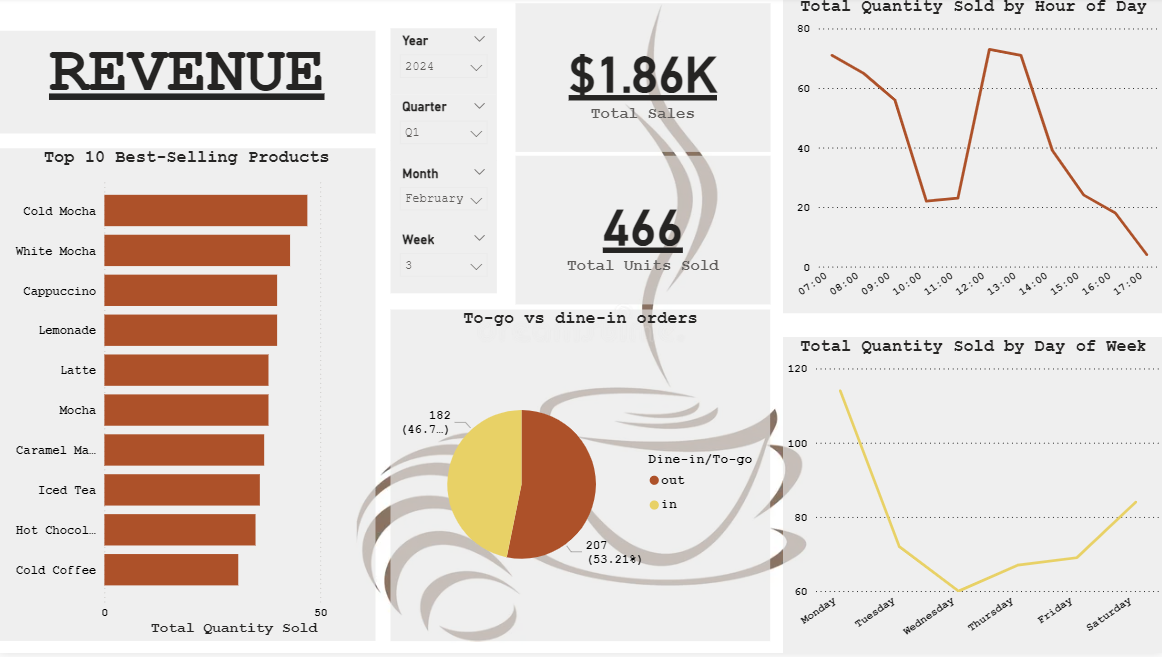 REVENUE
Top 10 Best-Selling Products
Cold Mocha
White Mocha
Cappuccino
Lemonade
Latte
Mocha
Caramel Ma…
Iced Tea
Hot Chocol…
Cold Coffee
0
50
Total Quantity Sold
Year
2024
Quarter
Q1
Month
February
Week
3
$1.86K
Total Sales
466
Total Units Sold
To-go vs dine-in orders
182
(46.7…)
207
(53.21%)
Dine-in/To-go
out
in
Total Quantity Sold by Hour of Day
80
60
40
20
0
07:00
08:00
09:00
10:00
11:00
12:00
13:00
14:00
15:00
16:00
17:00
Total Quantity Sold by Day of Week
120
100
80
60
Monday
Tuesday
Wednesday
Thursday
Friday
Saturday